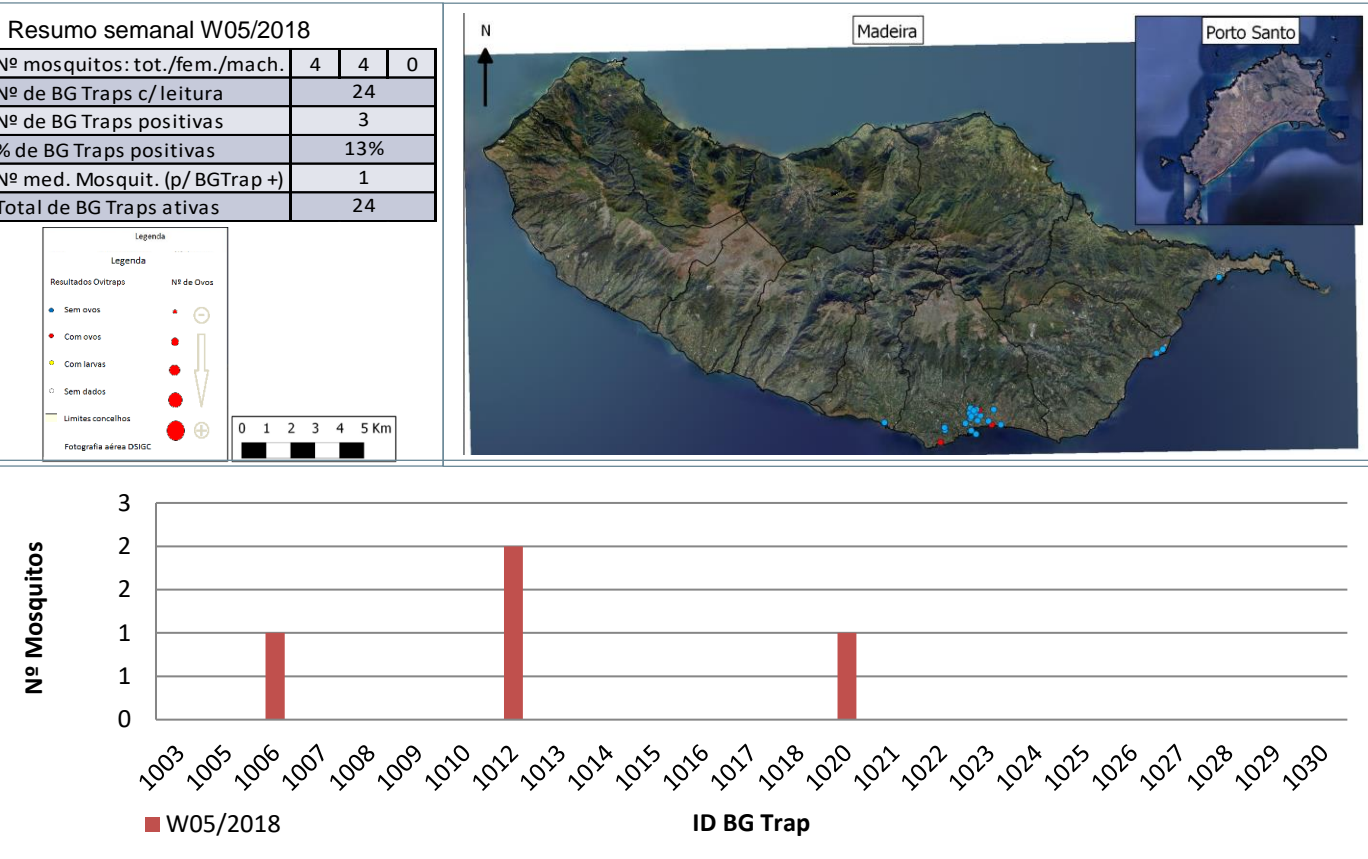 Resumo semanal W05/2018
Nº mosquitos: tot./fem./mach. 4 4 0
Nº de BG Traps c/ leitura 24
Nº de BG Traps positivas 3
% de BG Traps positivas 13%
Nº med. Mosquit. (p/ BGTrap +) 1
Total de BG Traps ativas 24
Legenda
Legenda
Resultados Ovitraps Nº de Ovos
Sem ovos
Com ovos
Com larvas
Sem dados
Limites concelhos
Fotografia aérea DSIGC
0 1 2 3 4 5 Km
N
Madeira
Porto Santo
Nº Mosquitos
3
2
2
1
1
0
1003 1005 1006 1007 1008 1009 1010 1012 1013 1014 1015 1016 1017 1018 1020 1021 1022 1023 1024 1025 1026 1027 1028 1029 1030
W05/2018
ID BG Trap